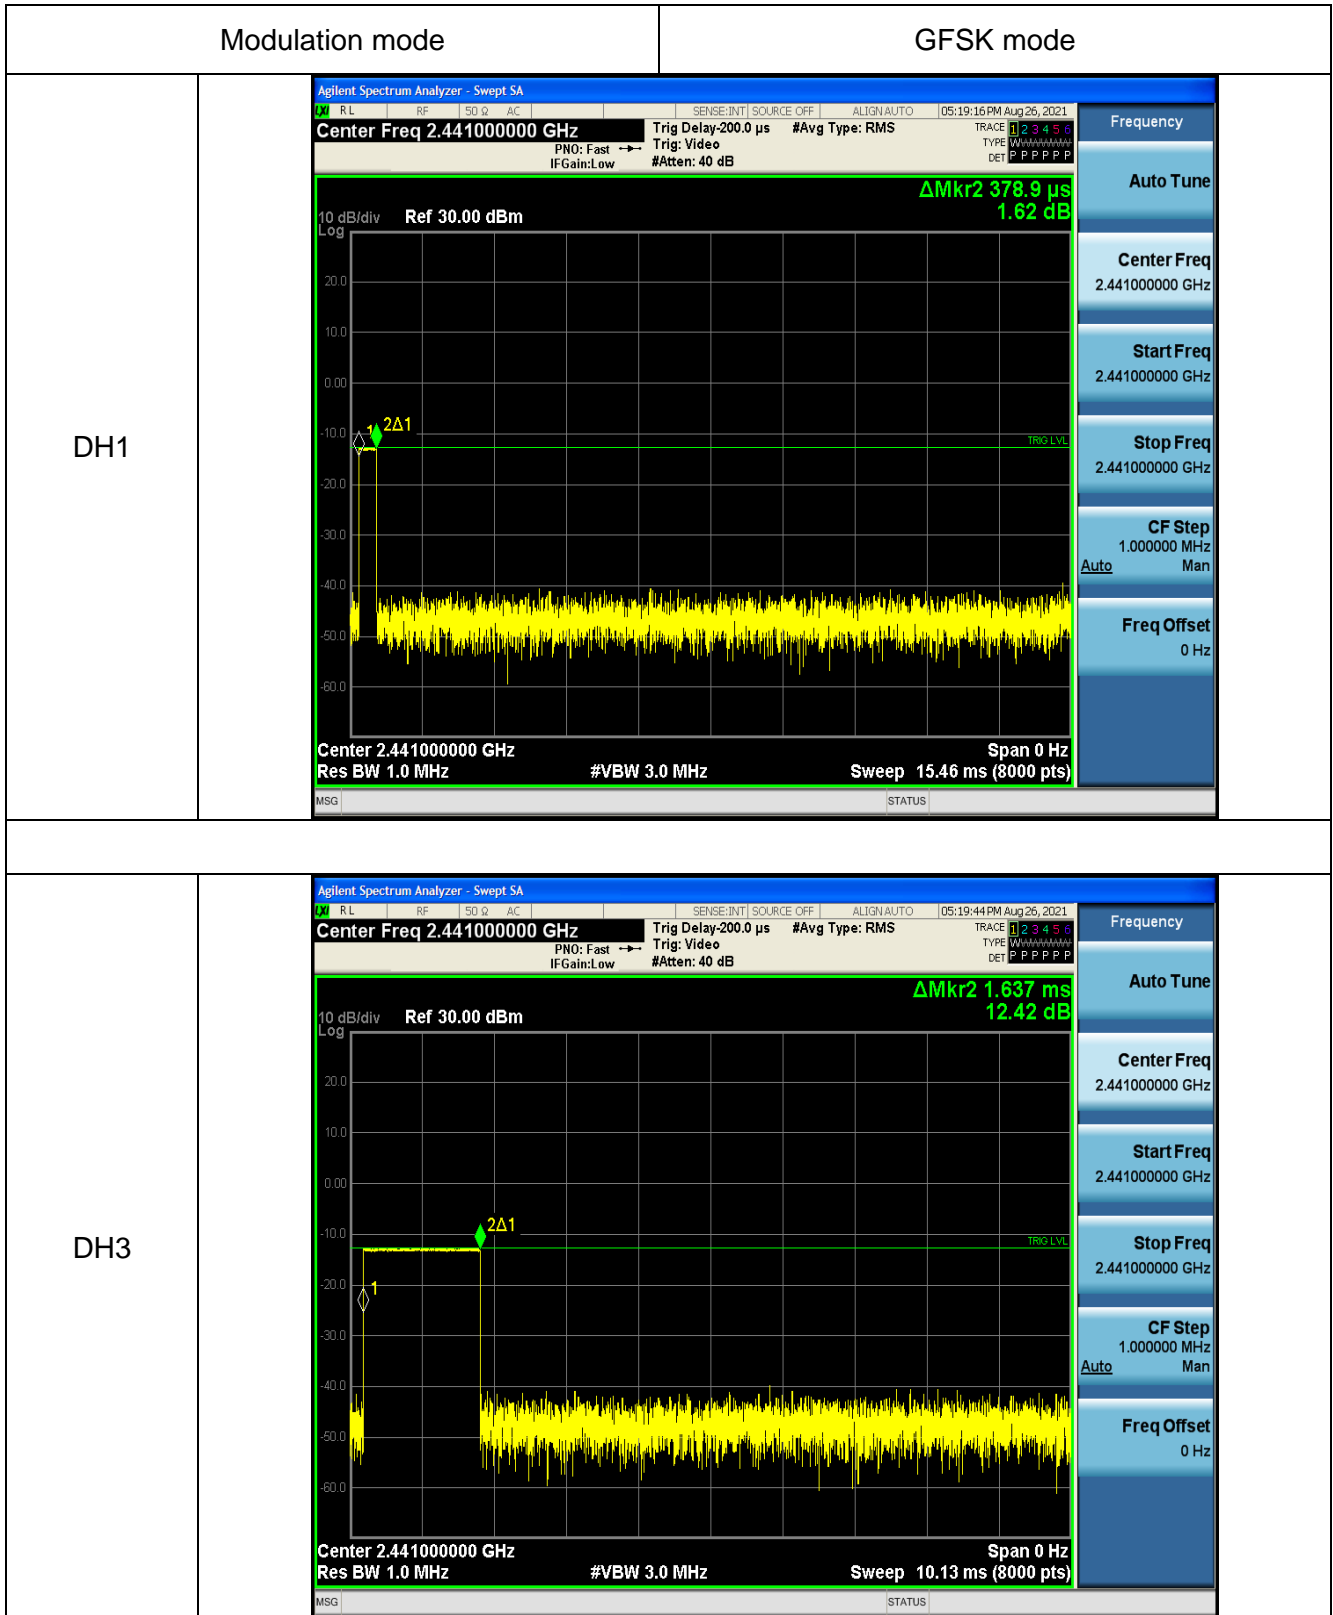 Modulation mode GFSK mode
DH1
Agilent Spectrum Analyzer - Swept SA
LXI RL RF 50 Ω AC SENSE:INT SOURCE OFF ALIGN AUTO 05:19:16 PM Aug 26, 2021
Center Freq 2.441000000 GHz
PNO: Fast
IFGain:Low
Trig Delay-200.0 µs #Avg Type: RMS
Trig: Video
#Atten: 40 dB
TRACE 1 2 3 4 5 6
TYPE W
DET P P P P P P
ΔMkr2 378.9 µs
1.62 dB
10 dB/div Ref 30.00 dBm
Log
20.0
10.0
0.00
-10.0
-20.0
-30.0
-40.0
-50.0
-60.0
1 2Δ1
TRIG LVL
Center 2.441000000 GHz Span 0 Hz
Res BW 1.0 MHz #VBW 3.0 MHz Sweep 15.46 ms (8000 pts)
MSG STATUS
Frequency
Auto Tune
Center Freq
2.441000000 GHz
Start Freq
2.441000000 GHz
Stop Freq
2.441000000 GHz
CF Step
1.000000 MHz
Auto Man
Freq Offset
0 Hz
DH3
Agilent Spectrum Analyzer - Swept SA
LXI RL RF 50 Ω AC SENSE:INT SOURCE OFF ALIGN AUTO 05:19:44 PM Aug 26, 2021
Center Freq 2.441000000 GHz
PNO: Fast
IFGain:Low
Trig Delay-200.0 µs #Avg Type: RMS
Trig: Video
#Atten: 40 dB
TRACE 1 2 3 4 5 6
TYPE W
DET P P P P P P
ΔMkr2 1.637 ms
12.42 dB
10 dB/div Ref 30.00 dBm
Log
20.0
10.0
0.00
-10.0
-20.0
-30.0
-40.0
-50.0
-60.0
2Δ1
1
TRIG LVL
Center 2.441000000 GHz Span 0 Hz
Res BW 1.0 MHz #VBW 3.0 MHz Sweep 10.13 ms (8000 pts)
MSG STATUS
Frequency
Auto Tune
Center Freq
2.441000000 GHz
Start Freq
2.441000000 GHz
Stop Freq
2.441000000 GHz
CF Step
1.000000 MHz
Auto Man
Freq Offset
0 Hz